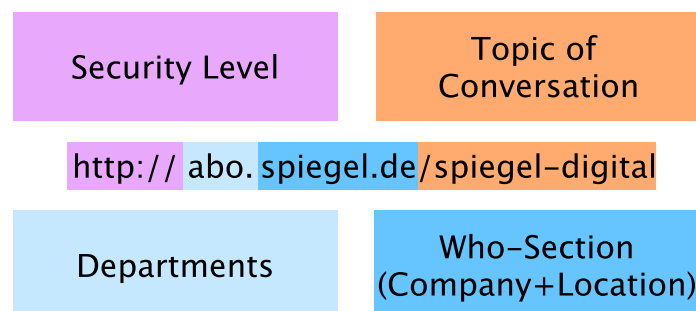 Security Level
Topic of
Conversation
http:// abo.spiegel.de/spiegel-digital
Departments
Who-Section
(Company+Location)